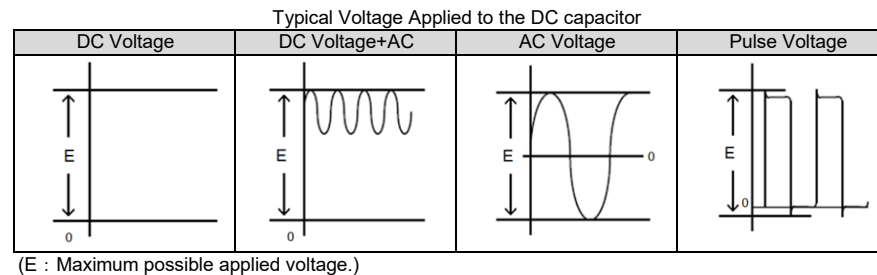 Typical Voltage Applied to the DC capacitor
DC Voltage DC Voltage+AC AC Voltage Pulse Voltage
E E E E
0 0 0 0
(E：Maximum possible applied voltage.)